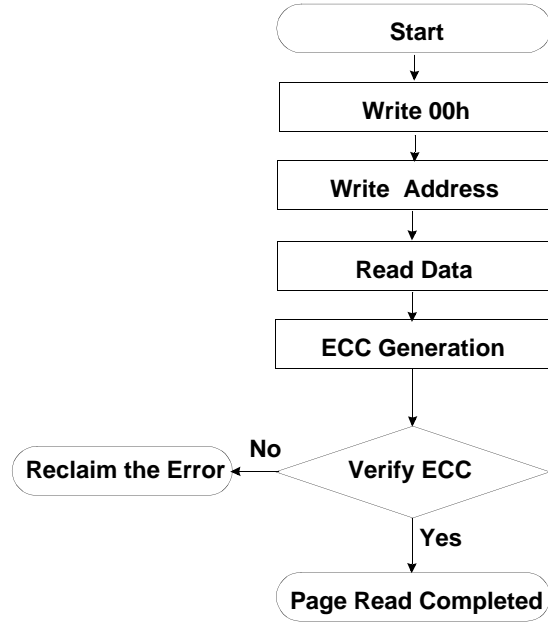 Start
Write 00h
Write Address
Read Data
ECC Generation
No
Reclaim the Error
Verify ECC
Yes
Page Read Completed